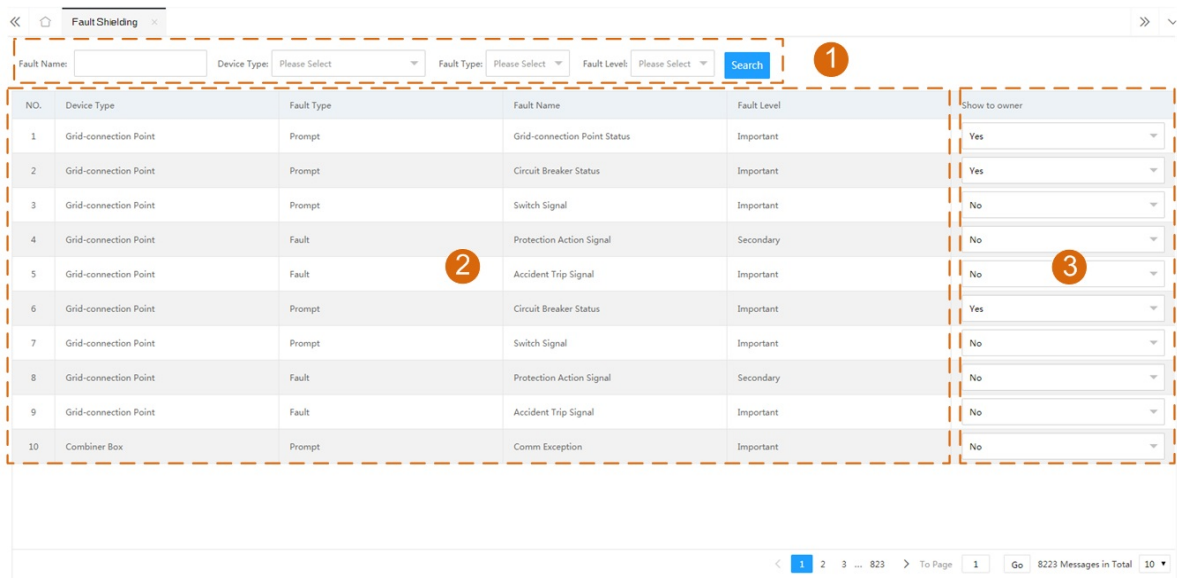 Fault Shielding
Fault Name: Device Type: Please Select Fault Type: Please Select Fault Level: Please Select Search 1
NO. Device Type Fault Type Fault Name Fault Level Show to owner
1 Grid-connection Point Prompt Grid-connection Point Status Important Yes
2 Grid-connection Point Prompt Circuit Breaker Status Important Yes
3 Grid-connection Point Prompt Switch Signal Important No
4 Grid-connection Point Fault Protection Action Signal Secondary No
5 Grid-connection Point Fault 2 Accident Trip Signal Important No 3
6 Grid-connection Point Prompt Circuit Breaker Status Important Yes
7 Grid-connection Point Prompt Switch Signal Important No
8 Grid-connection Point Fault Protection Action Signal Secondary No
9 Grid-connection Point Fault Accident Trip Signal Important No
10 Combiner Box Prompt Comm Exception Important No
1 2 3 ... 823 To Page 1 Go 8223 Messages in Total 10